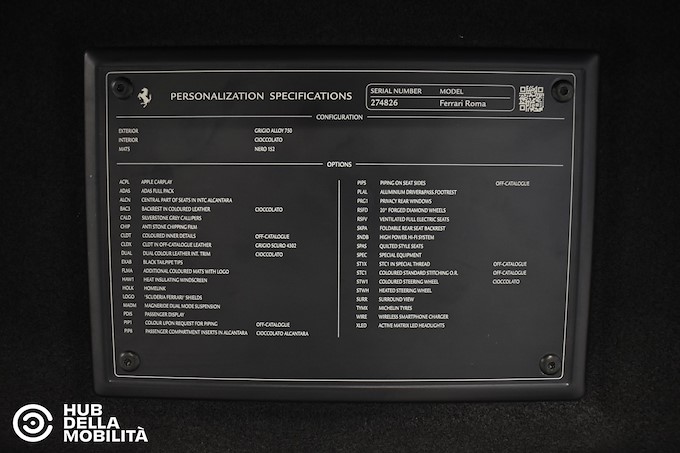 PERSONALIZATION SPECIFICATIONS
SERIAL NUMBER MODEL
274826 Ferrari Roma
CONFIGURATION
EXTERIOR GRIGIO ALLOY 750
INTERIOR CIOCCOLATO
MATS NERO 152
OPTIONS
ACPL APPLE CARPLAY
ADAS ADAS FULL PACK
ALCN CENTRAL PART OF SEATS IN INTC ALCANTARA
BAC3 BACKREST IN COLOURED LEATHER CIOCCOLATO
CALD SILVERSTONE GREY CALLIPERS
CHIP ANTI STONE CHIPPING FILM
CLDT COLOURED INNER DETAILS OFF-CATALOGUE
CLDX CLDT IN OFF-CATALOGUE LEATHER GRIGIO SCURO 4302
DUAL DUAL COLOUR LEATHER INT. TRIM CIOCCOLATO
EXAB BLACK TAILPIPE TIPS
FLMA ADDITIONAL COLOURED MATS WITH LOGO
HAWI HEAT INSULATING WINDSCREEN
HOLK HOMELINK
LOGO "SCUDERIA FERRARI" SHIELDS
MATM MAGNERIDE DUAL MODE SUSPENSION
PDIS PASSENGER DISPLAY
PIP1 COLOUR UPON REQUEST FOR PIPING OFF-CATALOGUE
PIP8 PASSENGER COMPARTMENT INSERTS IN ALCANTARA CIOCCOLATO ALCANTARA
PIPS PIPING ON SEAT SIDES OFF-CATALOGUE
PLAL ALUMINIUM DRIVER&PASS.FOOTREST
PRG1 PRIVACY REAR WINDOWS
RSFD 20" FORGED DIAMOND WHEELS
RSFV VENTILATED FULL ELECTRIC SEATS
SKPA FOLDABLE REAR SEAT BACKREST
SNDB HIGH POWER HI-FI SYSTEM
SPAS QUILTED STYLE SEATS
SPEC SPECIAL EQUIPMENT
ST1X STC1 IN SPECIAL THREAD OFF-CATALOGUE
STC1 COLOURED STANDARD STITCHING O.R. OFF-CATALOGUE
STW1 COLOURED STEERING WHEEL CIOCCOLATO
STWH HEATED STEERING WHEEL
SURR SURROUND VIEW
TYMX MICHELIN TYRES
WIRE WIRELESS SMARTPHONE CHARGER
XLED ACTIVE MATRIX LED HEADLIGHTS
HUB
DELLA
MOBILITÀ